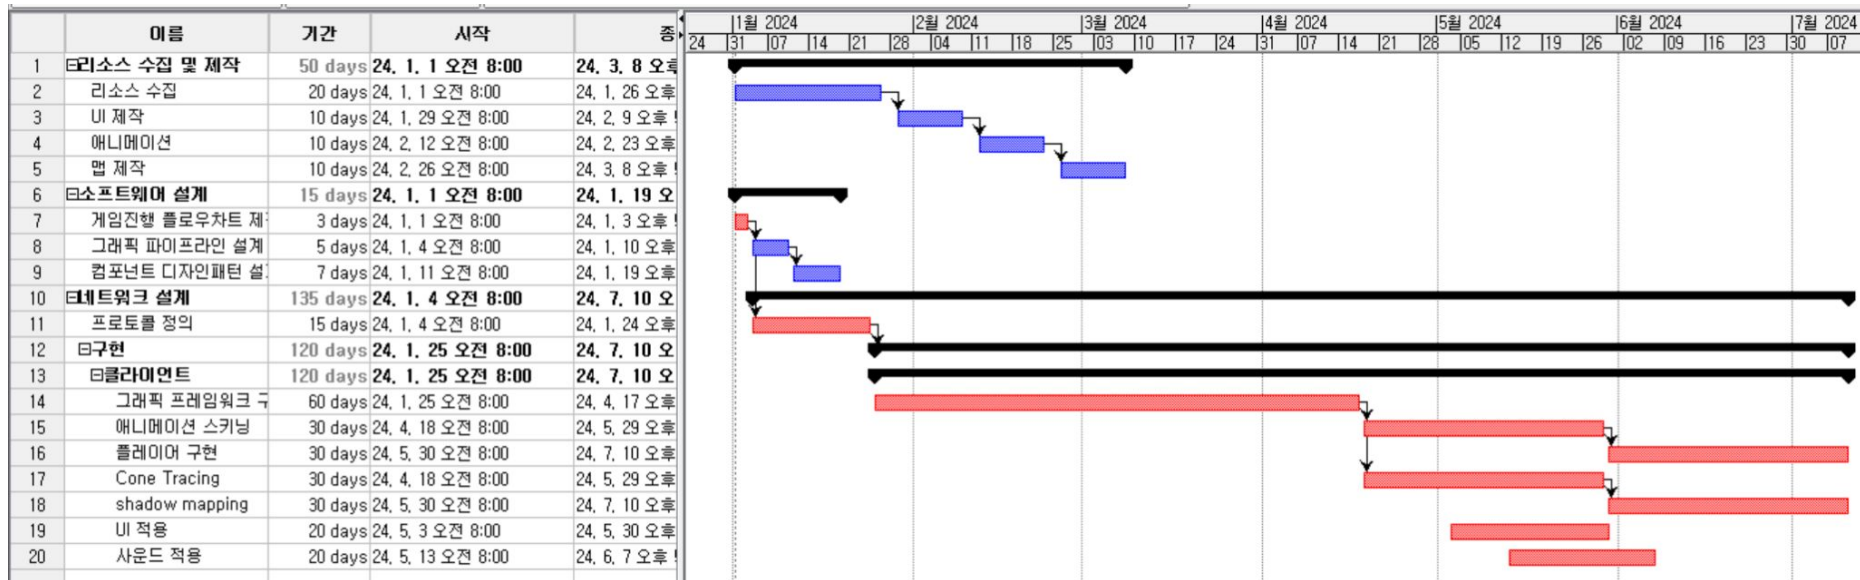 이름 기간 시작 종
1월 2024 2월 2024 3월 2024 4월 2024 5월 2024 6월 2024 7월 2024
24 31 07 14 21 28 04 11 18 25 03 10 17 24 31 07 14 21 28 05 12 19 26 02 09 16 23 30 07
1 리소스 수집 및 제작 50 days 24. 1. 1 오전 8:00 24. 3. 8 오후
2 리소스 수집 20 days 24. 1. 1 오전 8:00 24. 1. 26 오후
3 UI 제작 10 days 24. 1. 29 오전 8:00 24. 2. 9 오후
4 애니메이션 10 days 24. 2. 12 오전 8:00 24. 2. 23 오후
5 맵 제작 10 days 24. 2. 26 오전 8:00 24. 3. 8 오후
6 소프트웨어 설계 15 days 24. 1. 1 오전 8:00 24. 1. 19 오
7 게임진행 플로우차트 제 3 days 24. 1. 1 오전 8:00 24. 1. 3 오후
8 그래픽 파이프라인 설계 5 days 24. 1. 4 오전 8:00 24. 1. 10 오후
9 컴포넌트 디자인패턴 설 7 days 24. 1. 11 오전 8:00 24. 1. 19 오후
10 네트워크 설계 135 days 24. 1. 4 오전 8:00 24. 7. 10 오
11 프로토콜 정의 15 days 24. 1. 4 오전 8:00 24. 1. 24 오후
12 구현 120 days 24. 1. 25 오전 8:00 24. 7. 10 오
13 클라이언트 120 days 24. 1. 25 오전 8:00 24. 7. 10 오
14 그래픽 프레임워크 구 60 days 24. 1. 25 오전 8:00 24. 4. 17 오후
15 애니메이션 스키닝 30 days 24. 4. 18 오전 8:00 24. 5. 29 오후
16 플레이어 구현 30 days 24. 5. 30 오전 8:00 24. 7. 10 오후
17 Cone Tracing 30 days 24. 4. 18 오전 8:00 24. 5. 29 오후
18 shadow mapping 30 days 24. 5. 30 오전 8:00 24. 7. 10 오후
19 UI 적용 20 days 24. 5. 3 오전 8:00 24. 5. 30 오후
20 사운드 적용 20 days 24. 5. 13 오전 8:00 24. 6. 7 오후